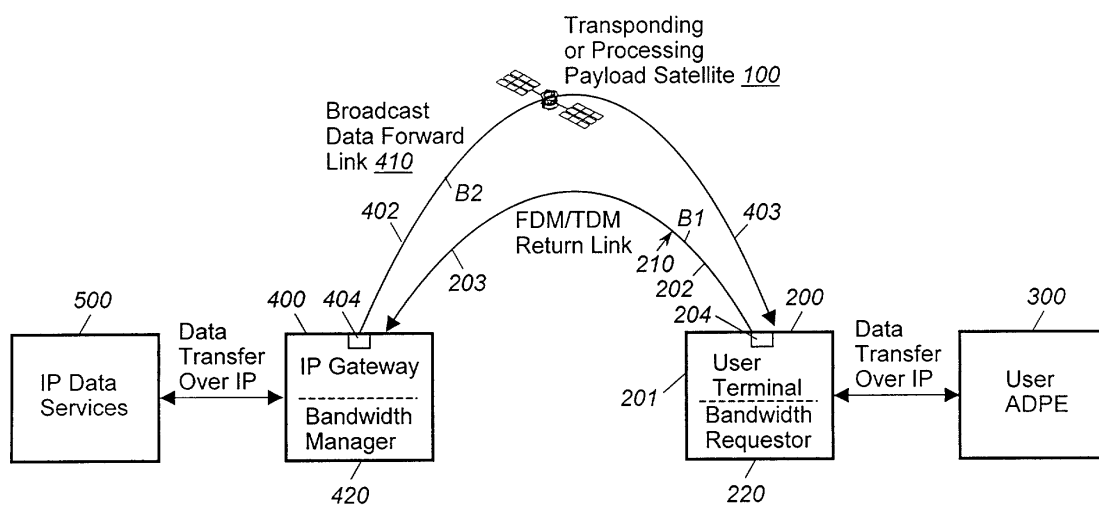 Transponding
or Processing
Payload Satellite 100
Broadcast
Data Forward
Link 410
B2
402
FDM/TDM
Return Link
B1
403
203
210
202
500
400
404
204
200
300
Data
Transfer
Over IP
IP Data
Services
IP Gateway
Bandwidth
Manager
201
User
Terminal
Bandwidth
Requestor
Data
Transfer
Over IP
User
ADPE
420
220